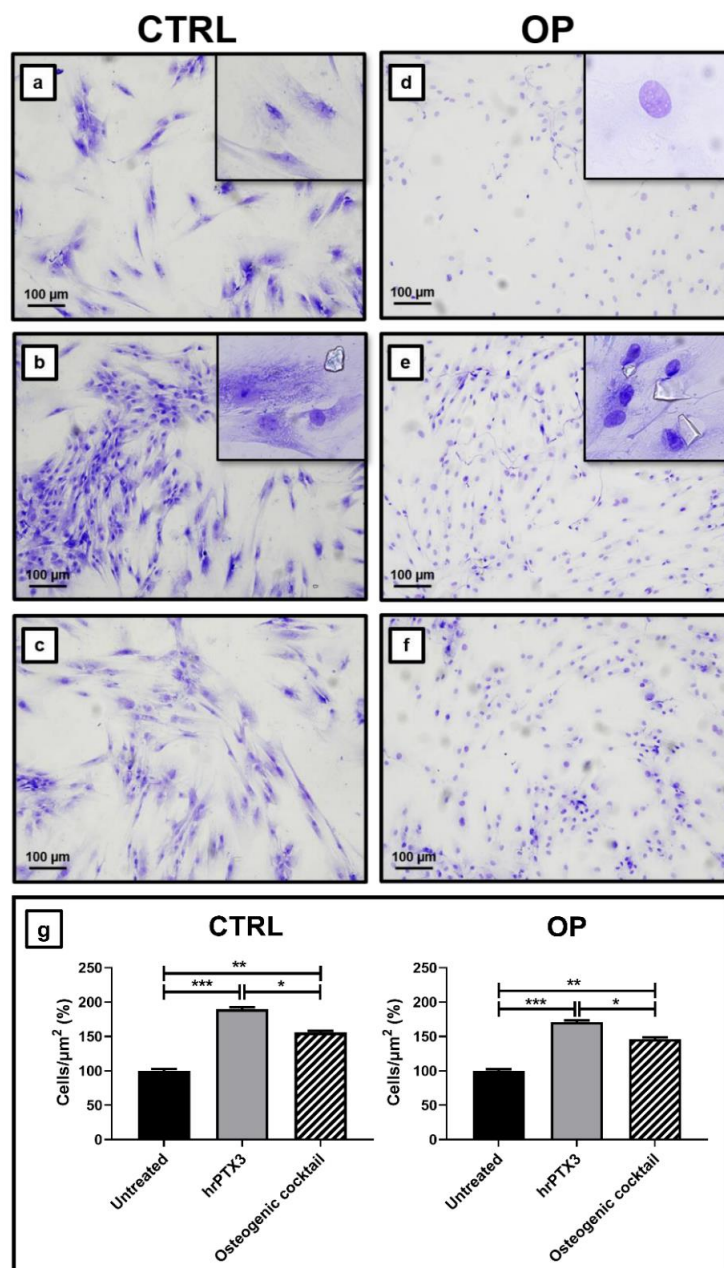 CTRL OP
a
d
100 µm
100 µm
b
e
100 µm
100 µm
c
f
100 µm
100 µm
g
CTRL
OP
**
*** *
250
200
150
100
50
0
Cells/µm² (%)
Untreated
hrPTX3
Osteogenic cocktail
**
*** *
250
200
150
100
50
0
Cells/µm² (%)
Untreated
hrPTX3
Osteogenic cocktail